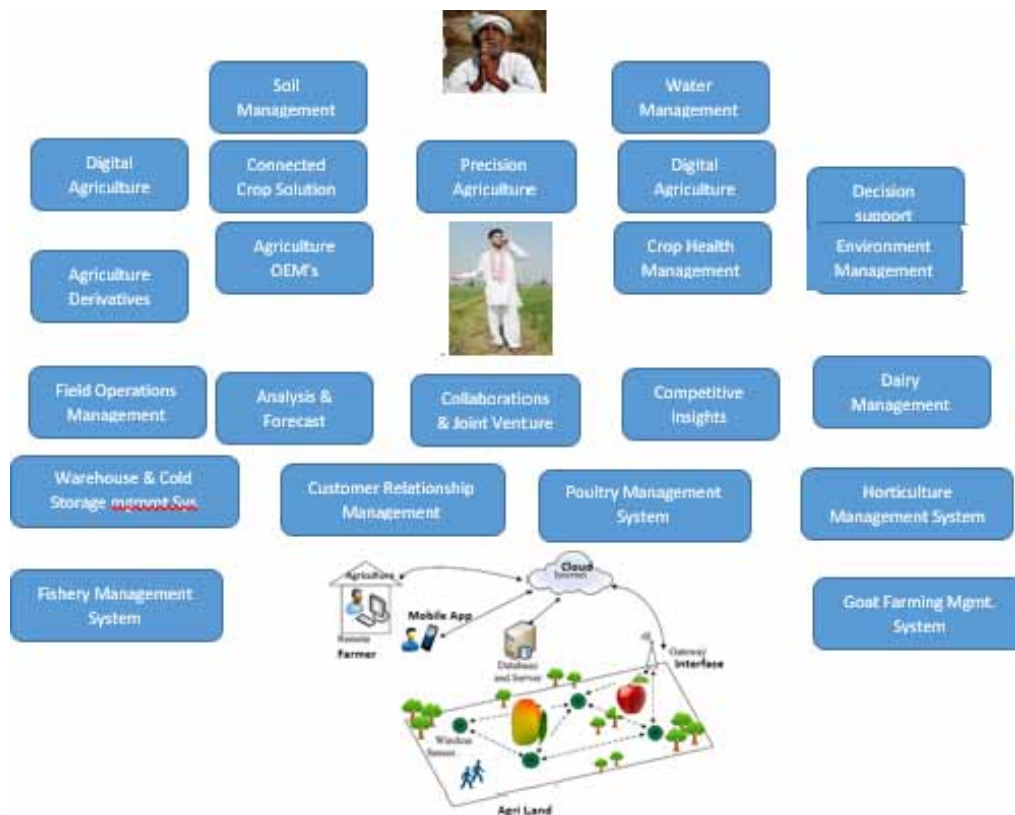 Soil
Management
Water
Management
Digital
Agriculture
Connected
Crop Solution
Precision
Agriculture
Digital
Agriculture
Decision
support
Agriculture
Derivatives
Agriculture
OEM's
Crop Health
Management
Environment
Management
Field Operations
Management
Analysis &
Forecast
Collaborations
& Joint Venture
Competitive
Insights
Dairy
Management
Warehouse & Cold
Storage mgmmt Sys
Customer Relationship
Management
Poultry Management
System
Horticulture
Management System
Fishery Management
System
Goat Farming Mgmt.
System
Agriculture
Cloud
Internet
Mobile App
Remote
Farmer
Database
and Server
Gateway
Interface
Sensor
Agri Land